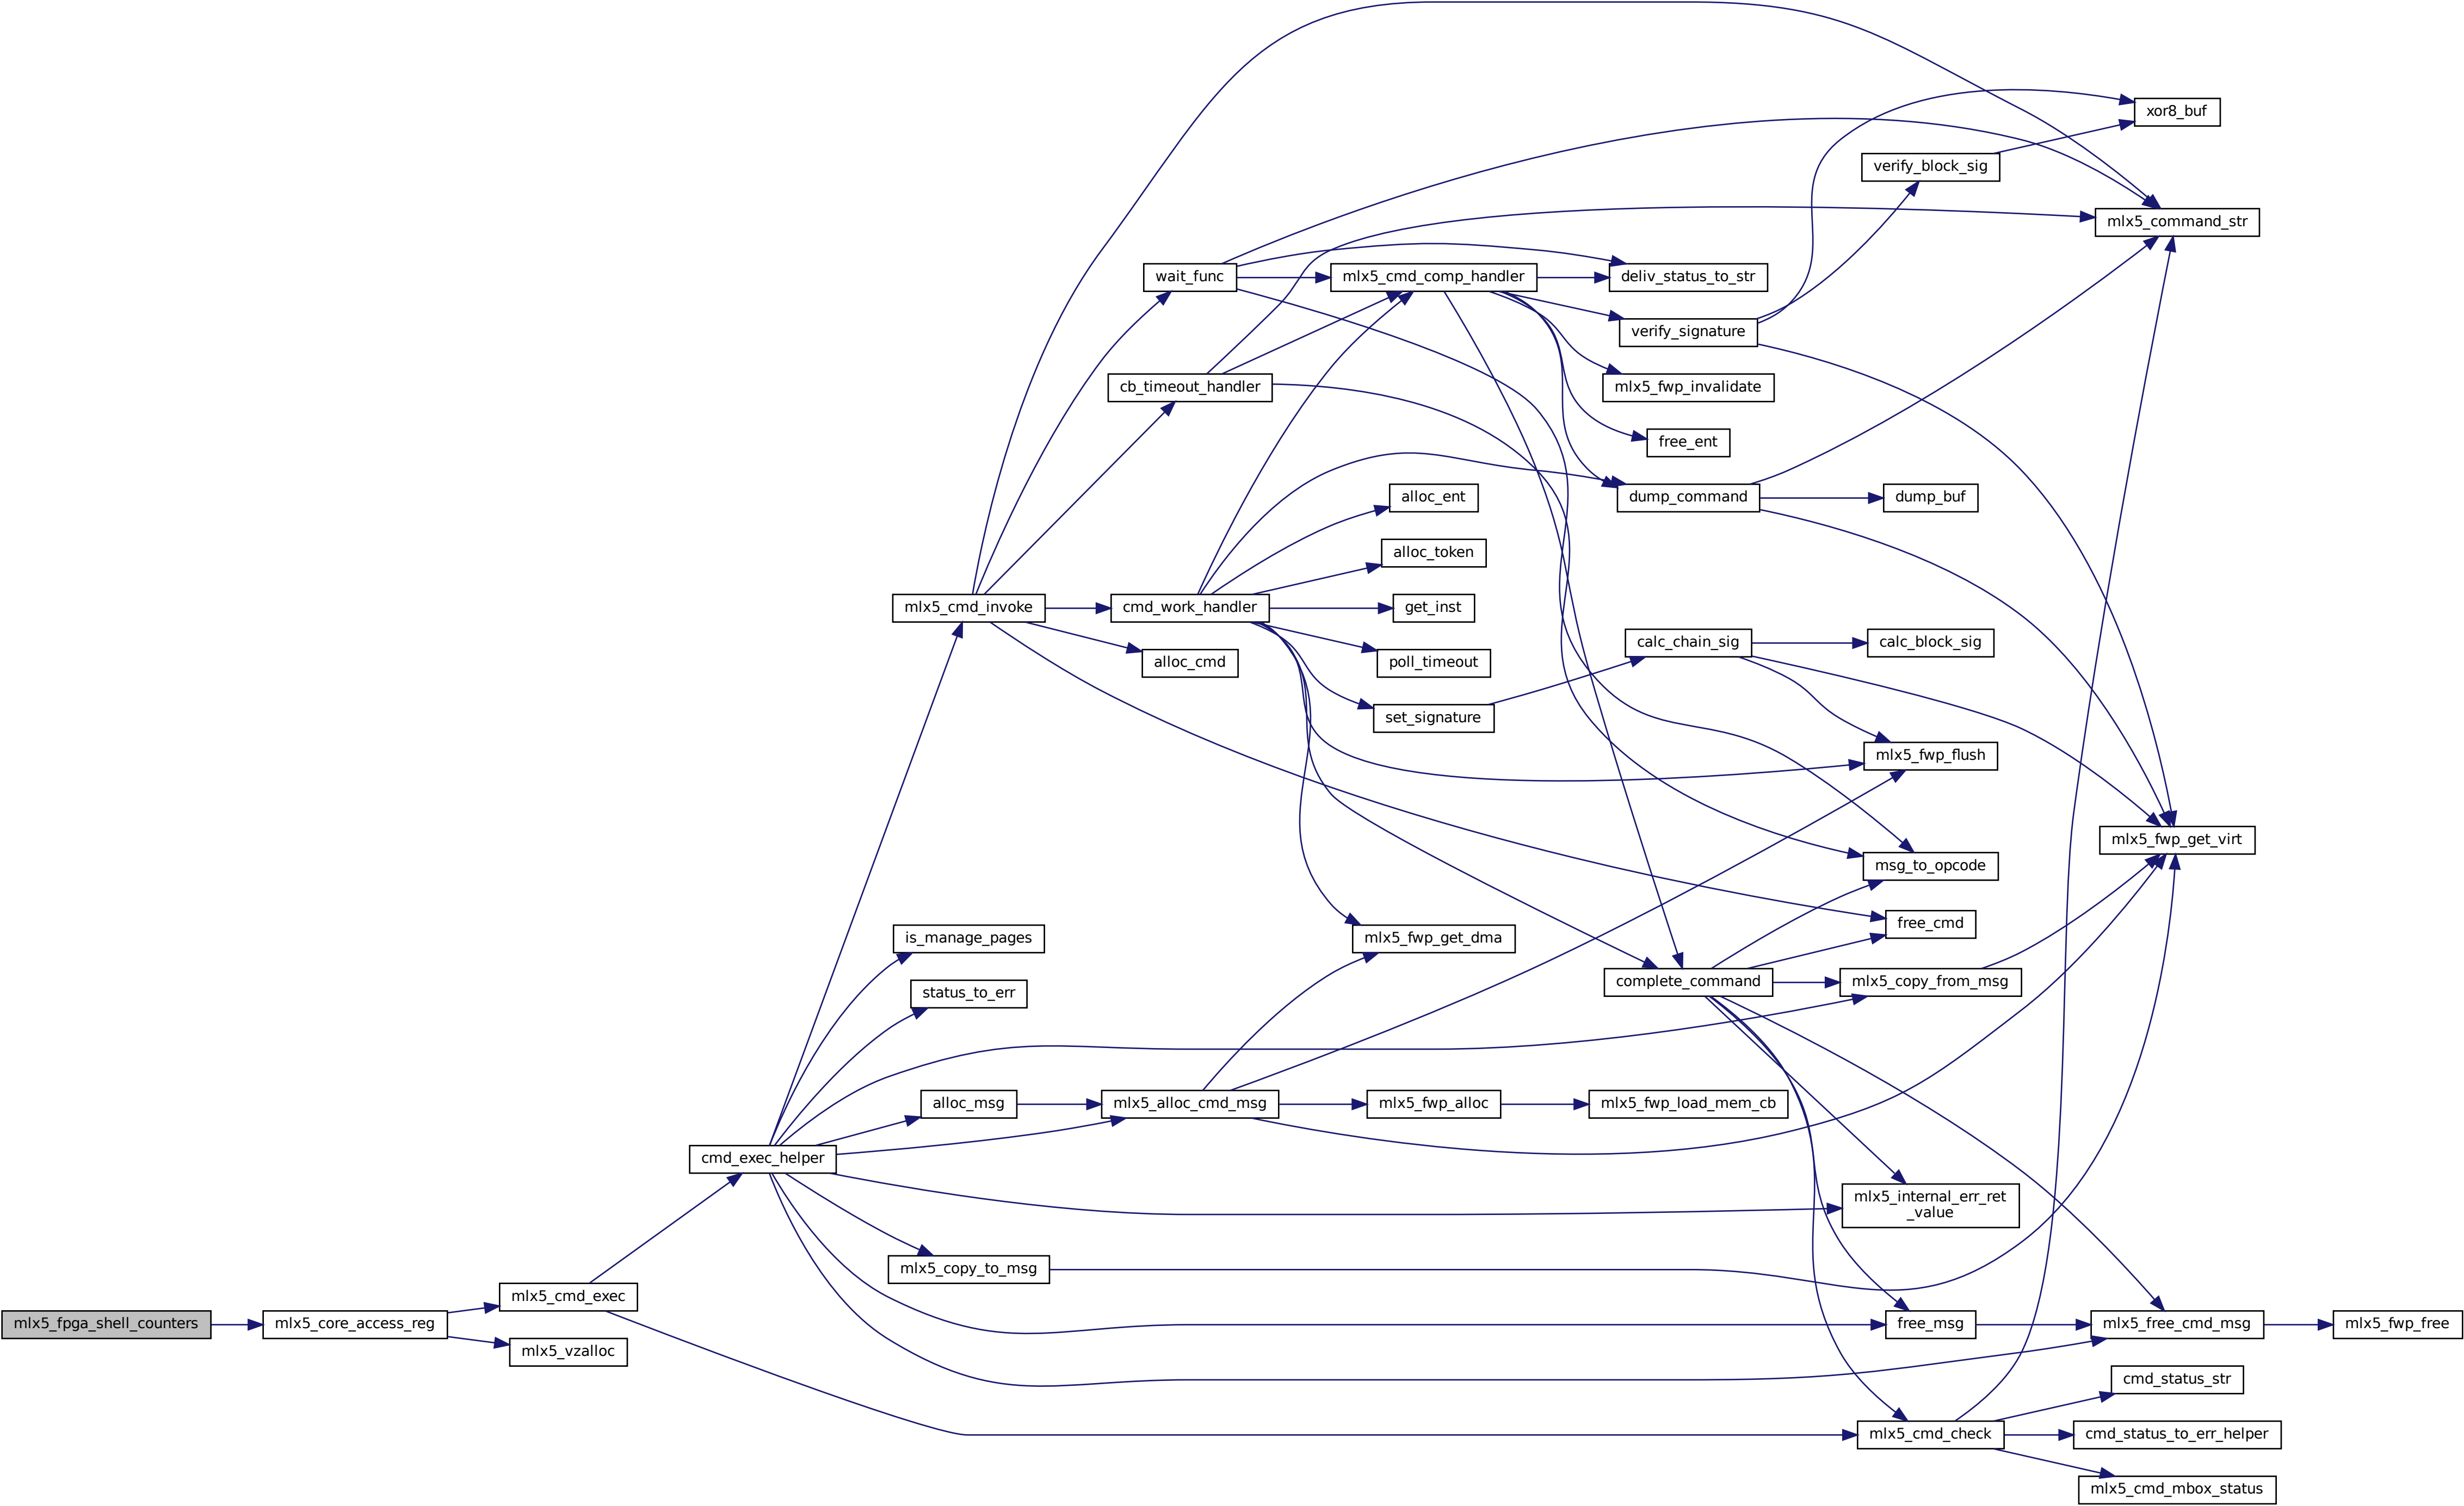 xor8_buf
verify_block_sig
mlx5_command_str
wait_func
mlx5_cmd_comp_handler
deliv_status_to_str
verify_signature
cb_timeout_handler
mlx5_fwp_invalidate
free_ent
alloc_ent
dump_command
dump_buf
alloc_token
mlx5_cmd_invoke
cmd_work_handler
get_inst
calc_chain_sig
calc_block_sig
alloc_cmd
poll_timeout
set_signature
mlx5_fwp_flush
mlx5_fwp_get_virt
msg_to_opcode
free_cmd
is_manage_pages
mlx5_fwp_get_dma
complete_command
mlx5_copy_from_msg
status_to_err
alloc_msg
mlx5_alloc_cmd_msg
mlx5_fwp_alloc
mlx5_fwp_load_mem_cb
cmd_exec_helper
mlx5_internal_err_ret
_value
mlx5_copy_to_msg
mlx5_cmd_exec
mlx5_fpga_shell_counters
mlx5_core_access_reg
free_msg
mlx5_free_cmd_msg
mlx5_fwp_free
mlx5_vzalloc
cmd_status_str
mlx5_cmd_check
cmd_status_to_err_helper
mlx5_cmd_mbox_status